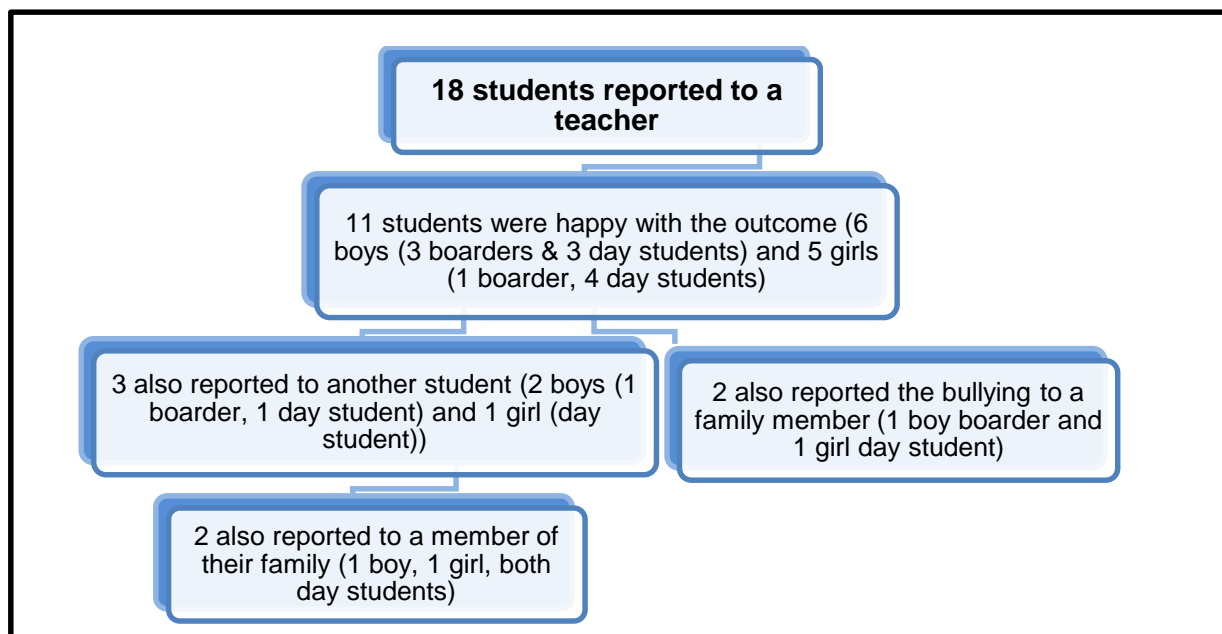 18 students reported to a
teacher
11 students were happy with the outcome (6
boys (3 boarders & 3 day students) and 5 girls
(1 boarder, 4 day students)
3 also reported to another student (2 boys (1
boarder, 1 day student) and 1 girl (day
student))
2 also reported the bullying to a
family member (1 boy boarder and
1 girl day student)
2 also reported to a member of
their family (1 boy, 1 girl, both
day students)